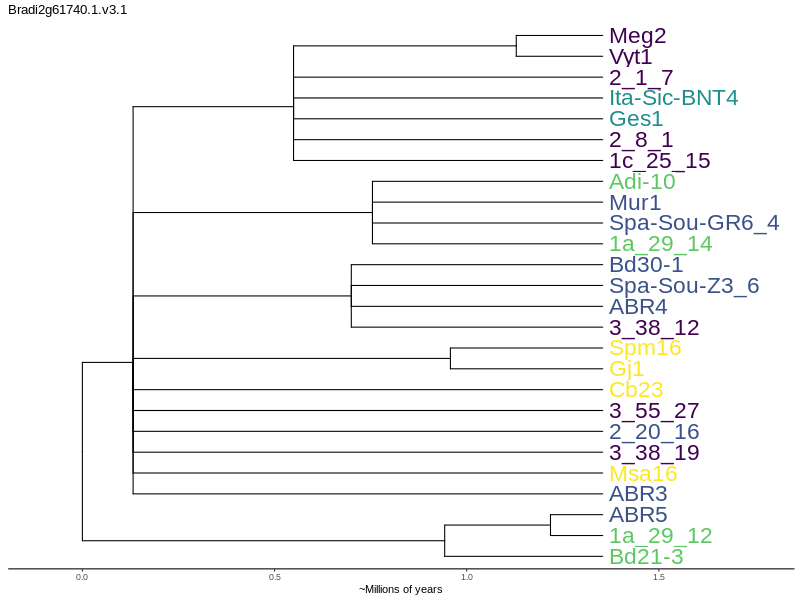 Bradi2g61740.1.v3.1
Meg2
Vyt1
2_1_7
Ita-Sic-BNT4
Ges1
2_8_1
1c_25_15
Adi-10
Mur1
Spa-Sou-GR6_4
1a_29_14
Bd30-1
Spa-Sou-Z3_6
ABR4
3_38_12
Spm16
Gj1
Cb23
3_55_27
2_20_16
3_38_19
Msa16
ABR3
ABR5
1a_29_12
Bd21-3
0.0 0.5 1.0 1.5
~Millions of years